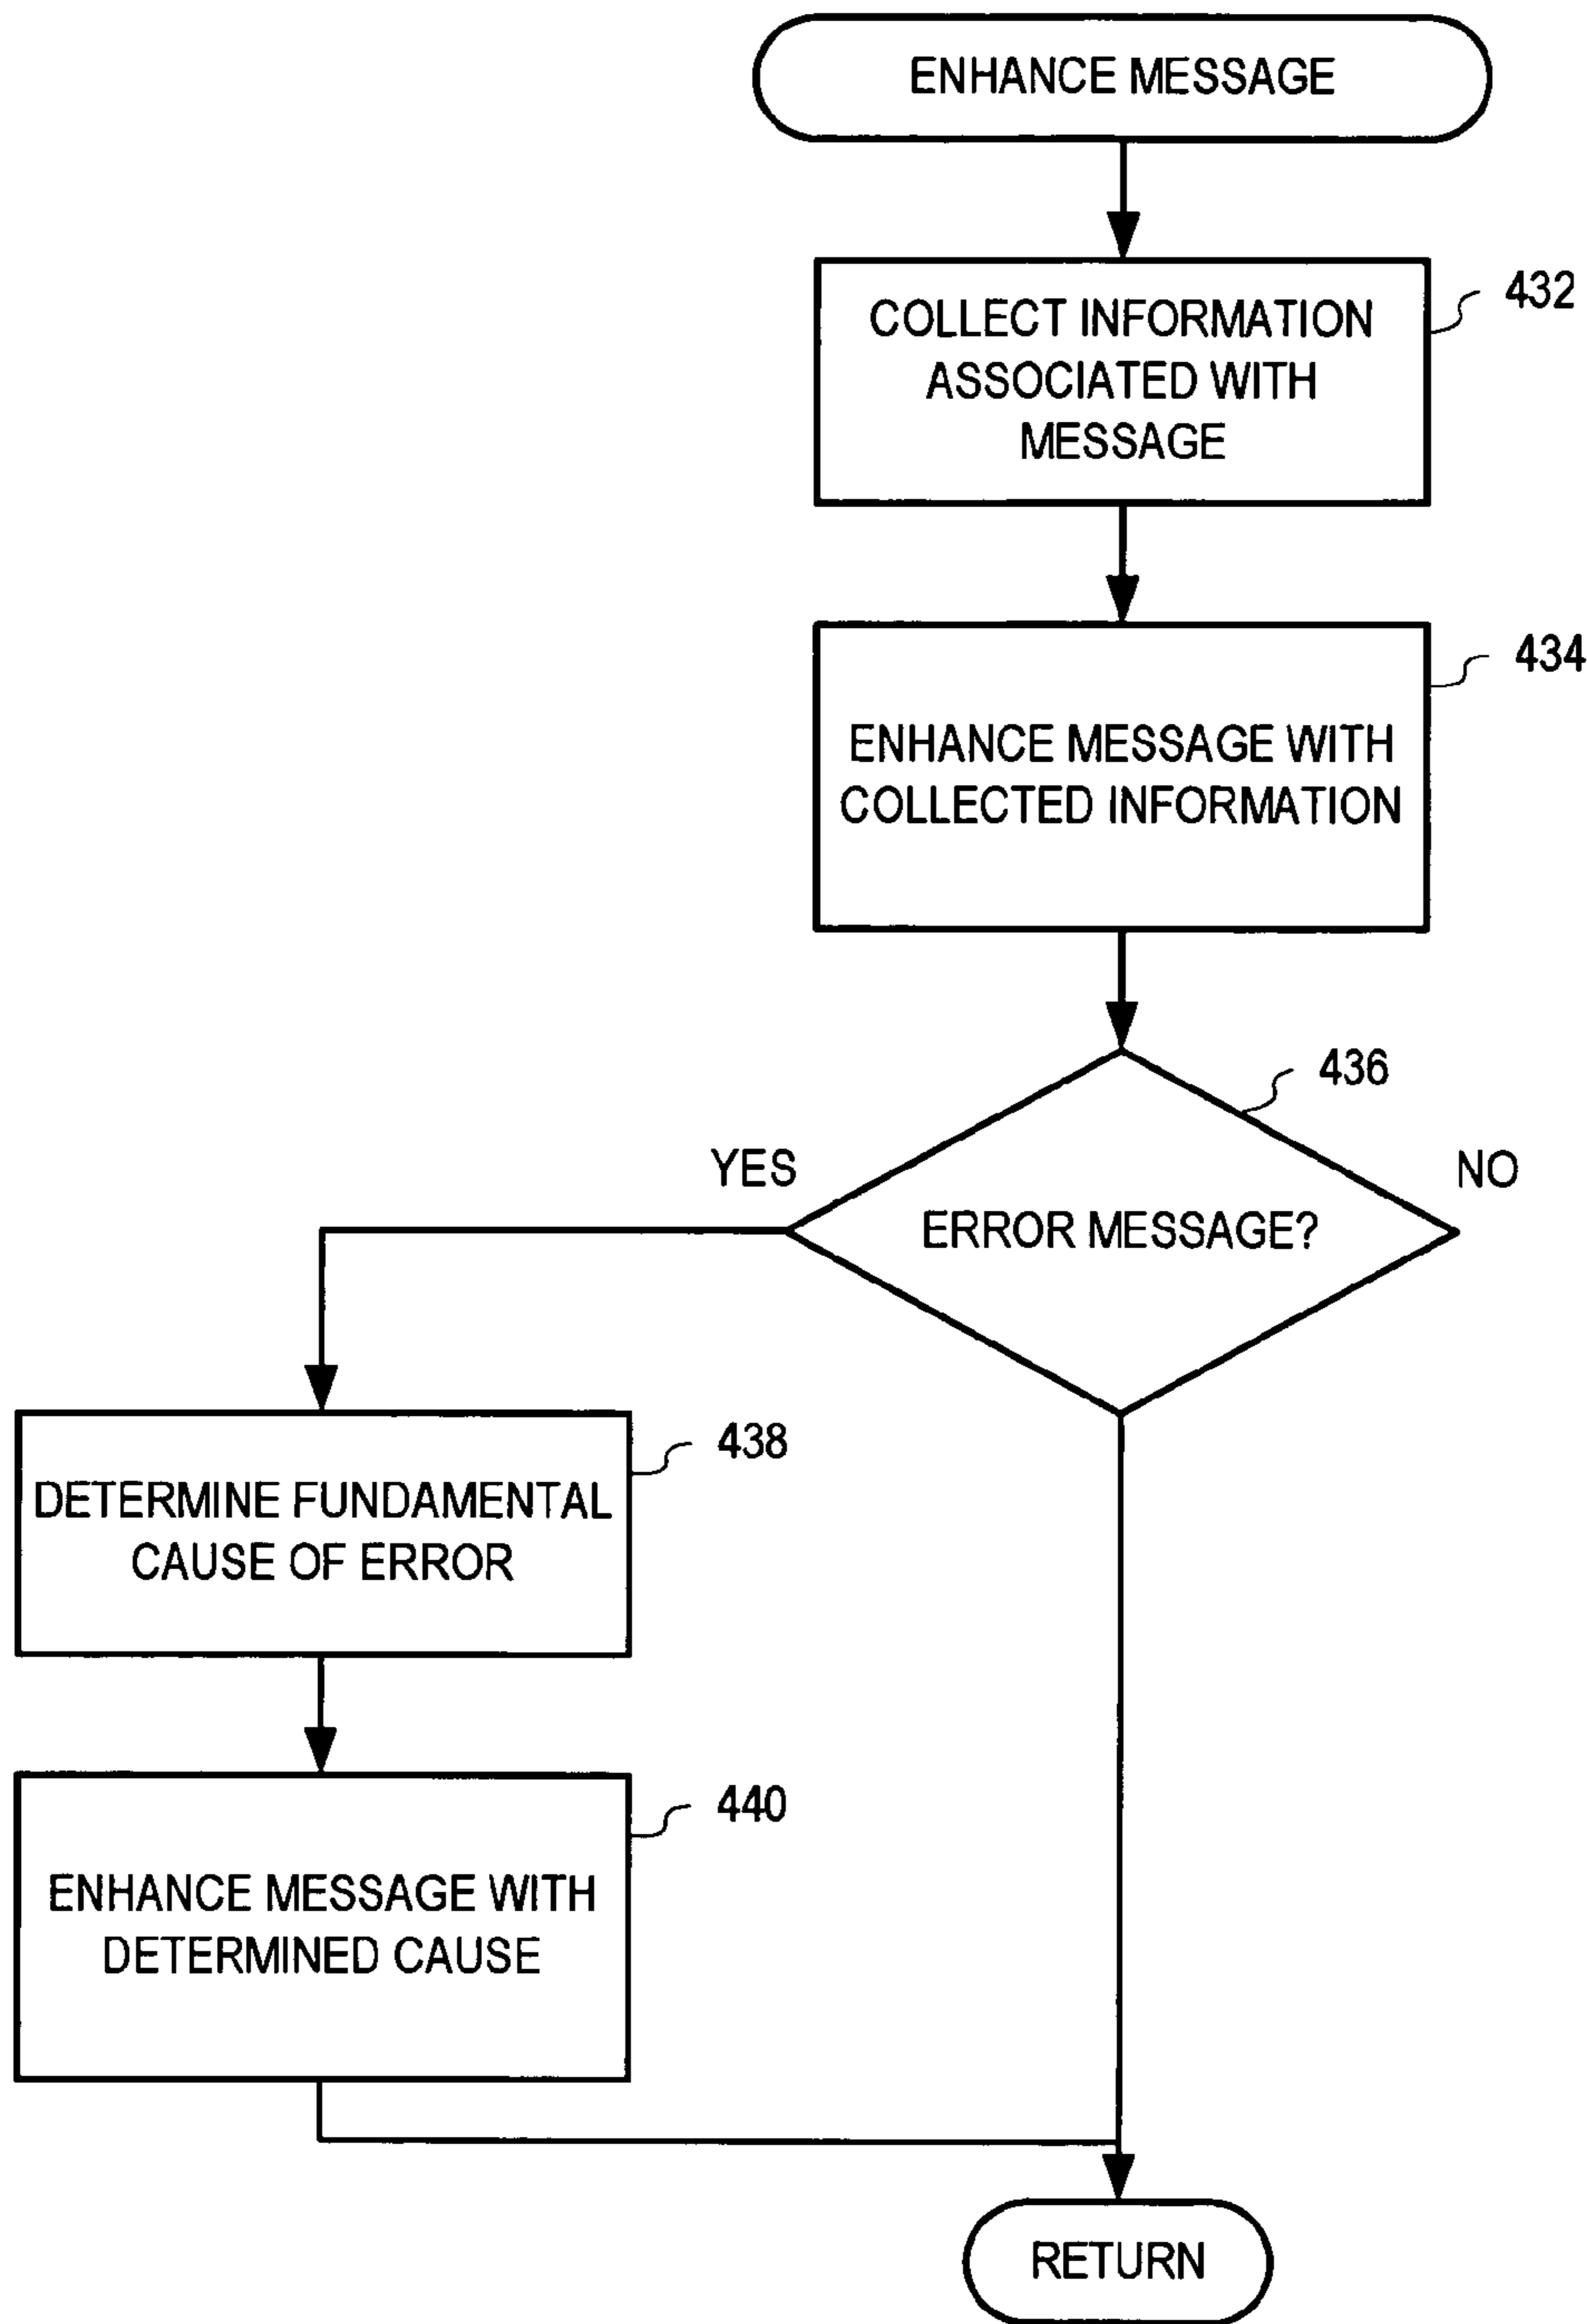 ENHANCE MESSAGE
432
COLLECT INFORMATION
ASSOCIATED WITH
MESSAGE
434
ENHANCE MESSAGE WITH
COLLECTED INFORMATION
436
YES
NO
ERROR MESSAGE?
438
DETERMINE FUNDAMENTAL
CAUSE OF ERROR
440
ENHANCE MESSAGE WITH
DETERMINED CAUSE
RETURN